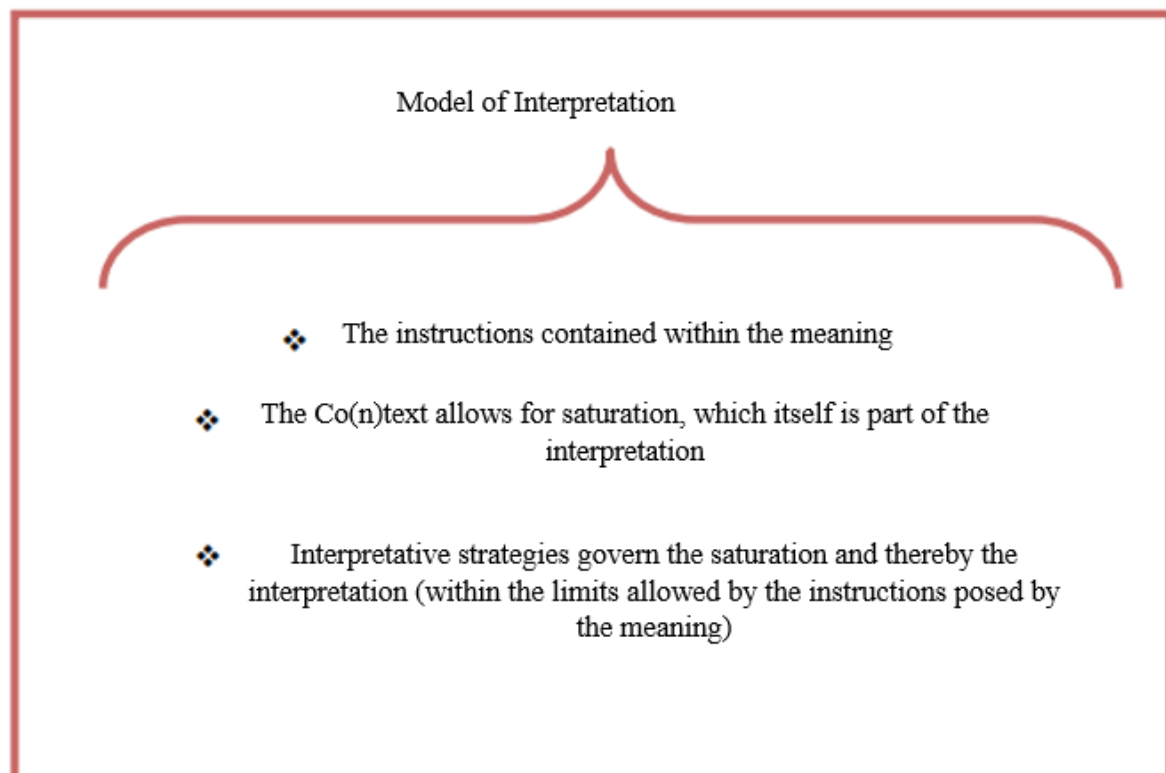 Model of Interpretation
❖ The instructions contained within the meaning
❖ The Co(n)text allows for saturation, which itself is part of the
interpretation
❖ Interpretative strategies govern the saturation and thereby the
interpretation (within the limits allowed by the instructions posed by
the meaning)